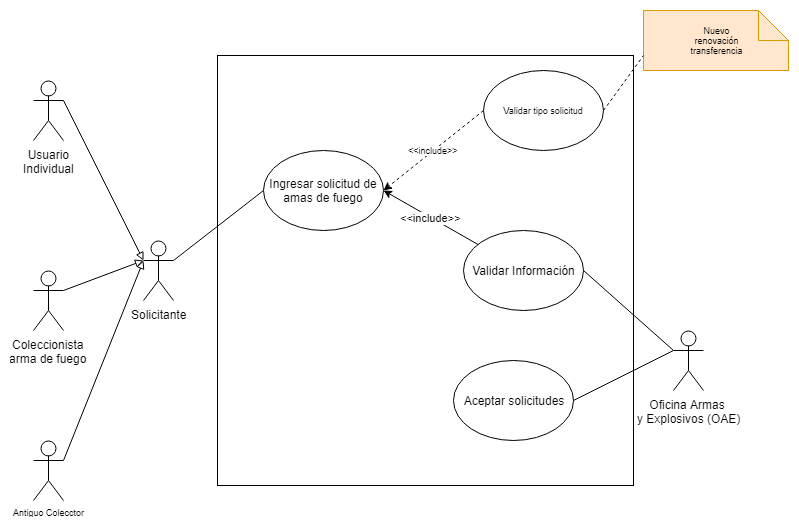 Nuevo
renovación
transferencia
Validar tipo solicitud
<<include>>
Usuario
Individual
Ingresar solicitud de
amas de fuego
<<include>>
Validar Información
Solicitante
Coleccionista
arma de fuego
Aceptar solicitudes
Oficina Armas
y Explosivos (OAE)
Antiguo Colecctor